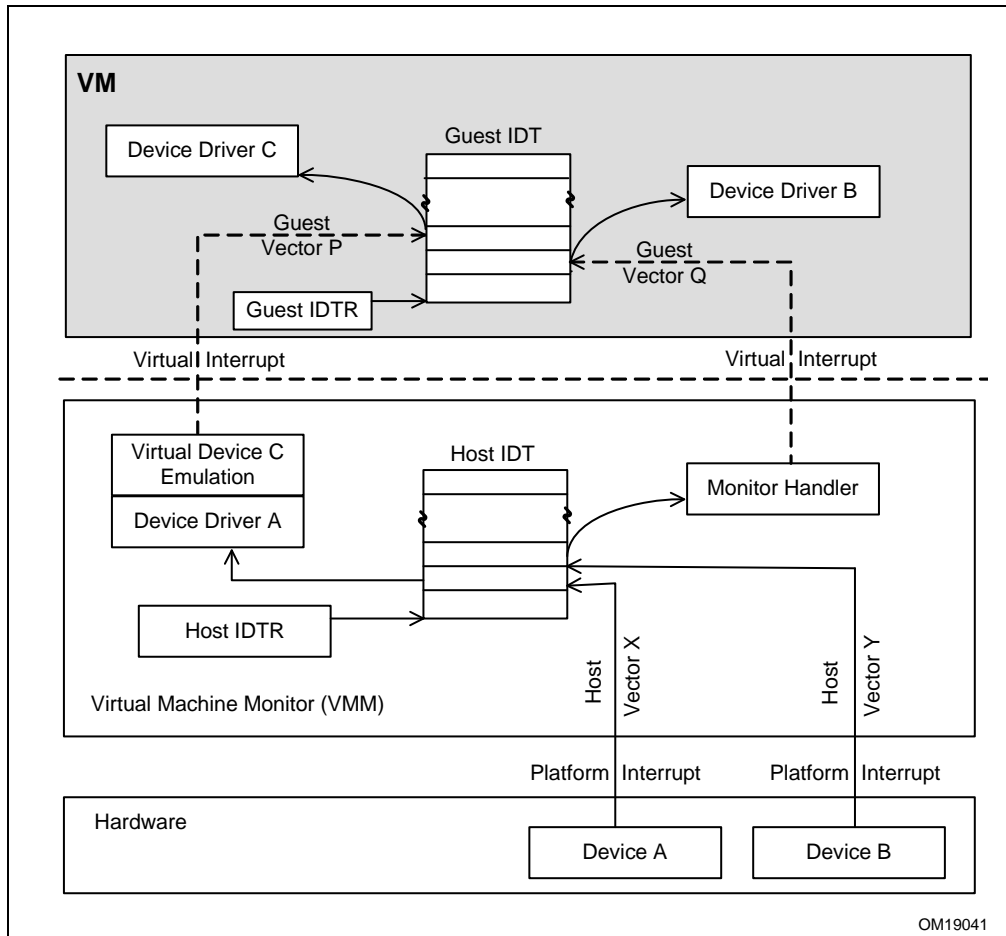 VM
Guest IDT
Device Driver C
Device Driver B
Guest
Vector P
Guest
Vector Q
Guest IDTR
Virtual Interrupt
Virtual Interrupt
Virtual Device C
Emulation
Device Driver A
Host IDT
Monitor Handler
Host IDTR
Host
Vector X
Host
Vector Y
Virtual Machine Monitor (VMM)
Platform Interrupt
Platform Interrupt
Hardware
Device A
Device B
OM19041